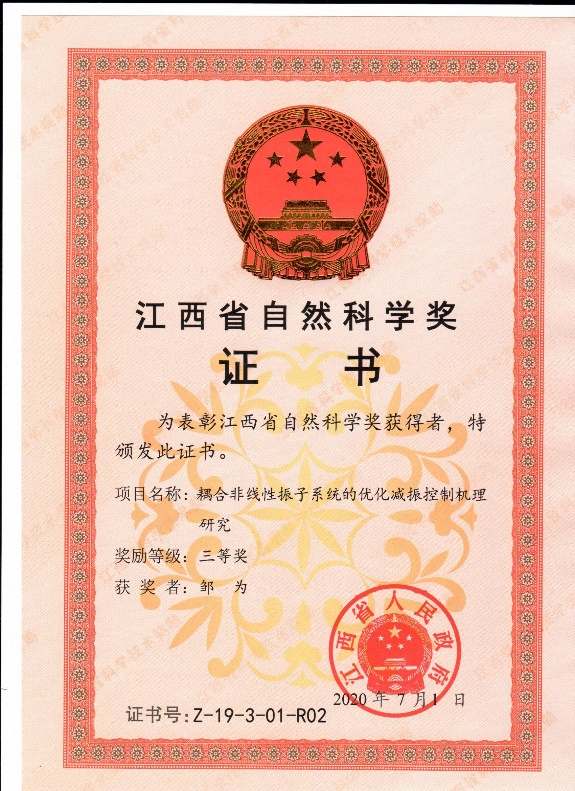 江西省自然科学奖
证 书
为表彰江西省自然科学奖获得者，特
颁发此证书。
项目名称：耦合非线性振子系统的优化减振控制机理
研究
奖励等级：三等奖
获 奖 者：邹 为
江西省人民政府
2020 年 7 月1 日
证书号：Z-19-3-01-R02